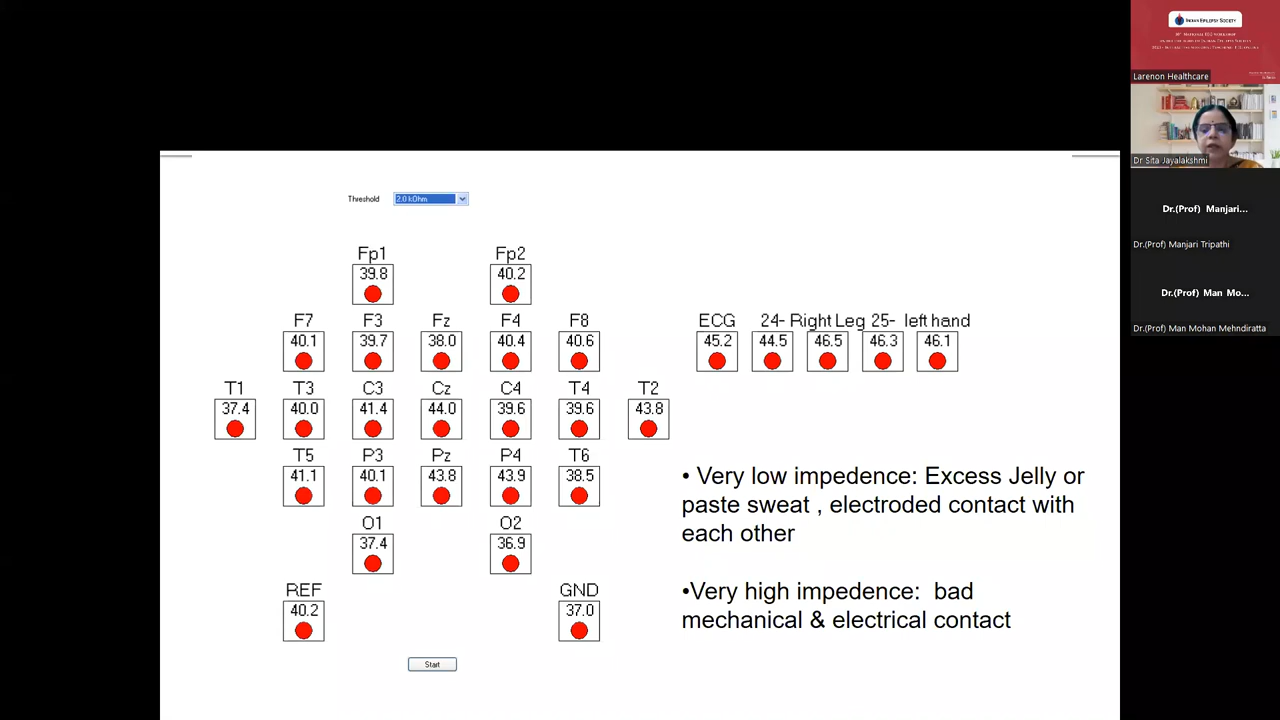 INDIAN EPILEPSY SOCIETY
Larenon Healthcare
Dr Sita Jayalakshmi
Dr.(Prof) Manjari...
Dr.(Prof) Manjari Tripathi
Dr.(Prof) Man Mo...
Dr.(Prof) Man Mohan Mehndiratta
Threshold 2.0 kOhm
Fp1 Fp2
39.8 40.2
F7 F3 Fz F4 F8 ECG 24- Right Leg 25- left hand
40.1 39.7 38.0 40.4 40.6 45.2 44.5 46.5 46.3 46.1
T1 T3 C3 Cz C4 T4 T2
37.4 40.0 41.4 44.0 39.6 39.6 43.8
T5 P3 Pz P4 T6
41.1 40.1 43.8 43.9 38.5
O1 O2
37.4 36.9
REF GND
40.2 37.0
Start
• Very low impedence: Excess Jelly or
paste sweat , electroded contact with
each other
•Very high impedence: bad
mechanical & electrical contact